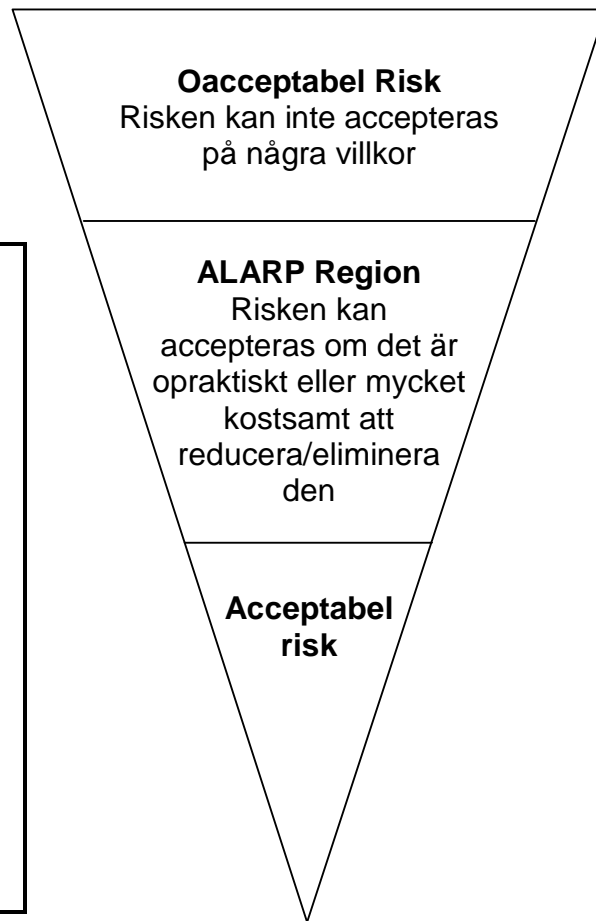 Oacceptabel Risk
Risken kan inte accepteras
på några villkor
ALARP Region
Risken kan
accepteras om det är
opraktiskt eller mycket
kostsamt att
reducera/eliminera
den
Acceptabel
risk